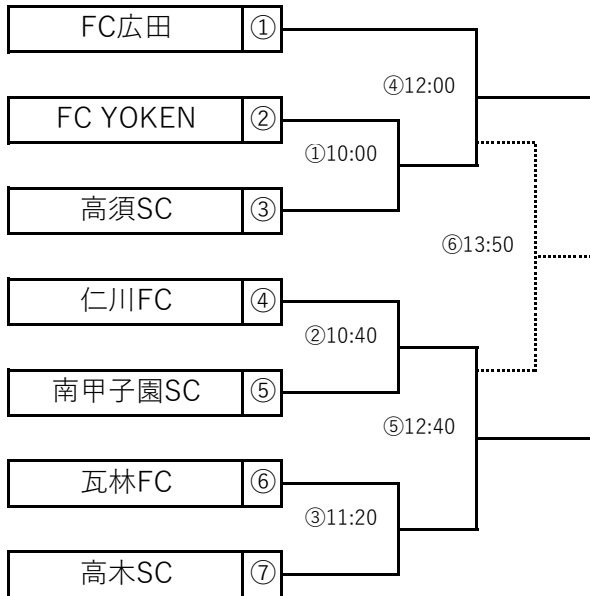 FC広田 ①
④12:00
FC YOKEN ②
①10:00
高須SC ③
⑥13:50
仁川FC ④
②10:40
南甲子園SC ⑤
⑤12:40
瓦林FC ⑥
③11:20
高木SC ⑦